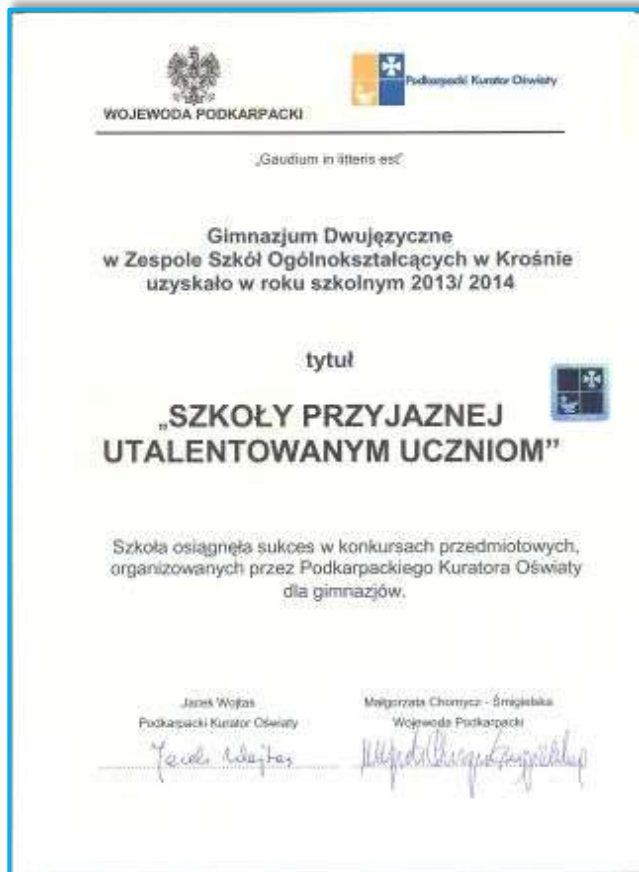 WOJEWODA PODKARPACKI
Podkarpacki Kurator Oświaty
„Gaudium in litteris est”
Gimnazjum Dwujęzyczne
w Zespole Szkół Ogólnokształcących w Krośnie
uzyskało w roku szkolnym 2013/ 2014
tytuł
„SZKOŁY PRZYJAZNEJ
UTALENTOWANYM UCZNIOM”
Szkoła osiągnęła sukces w konkursach przedmiotowych,
organizowanych przez Podkarpackiego Kuratora Oświaty
dla gimnazjów.
Jacek Wojtas
Podkarpacki Kurator Oświaty
Jacek Wojtas
Małgorzata Chomycz - Śmigielska
Wojewoda Podkarpacki